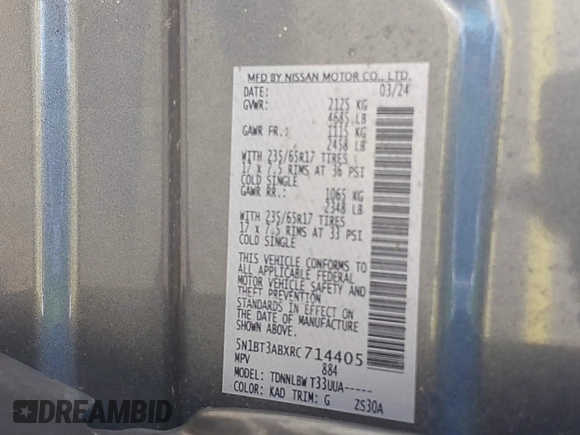 MFD BY NISSAN MOTOR CO., LTD.
DATE: 03/24
GVWR: 2125 KG
4685 LB
GAWR FR.: 1115 KG
2458 LB
WITH 235/65R17 TIRES
17 x 7.5 RIMS AT 36 PSI
COLD SINGLE
GAWR RR.: 1065 KG
2348 LB
WITH 235/65R17 TIRES
17 x 7.5 RIMS AT 33 PSI
COLD SINGLE
THIS VEHICLE CONFORMS TO
ALL APPLICABLE FEDERAL
MOTOR VEHICLE SAFETY AND
THEFT PREVENTION
STANDARDS IN EFFECT ON
THE DATE OF MANUFACTURE
SHOWN ABOVE.
5N1BT3ABXRC714405
MPV 884
MODEL: TDNNLBW T33UUA-----
COLOR: KAD TRIM: G ZS30A
EBIDMOTORS
CARS, BIDS, DEALS